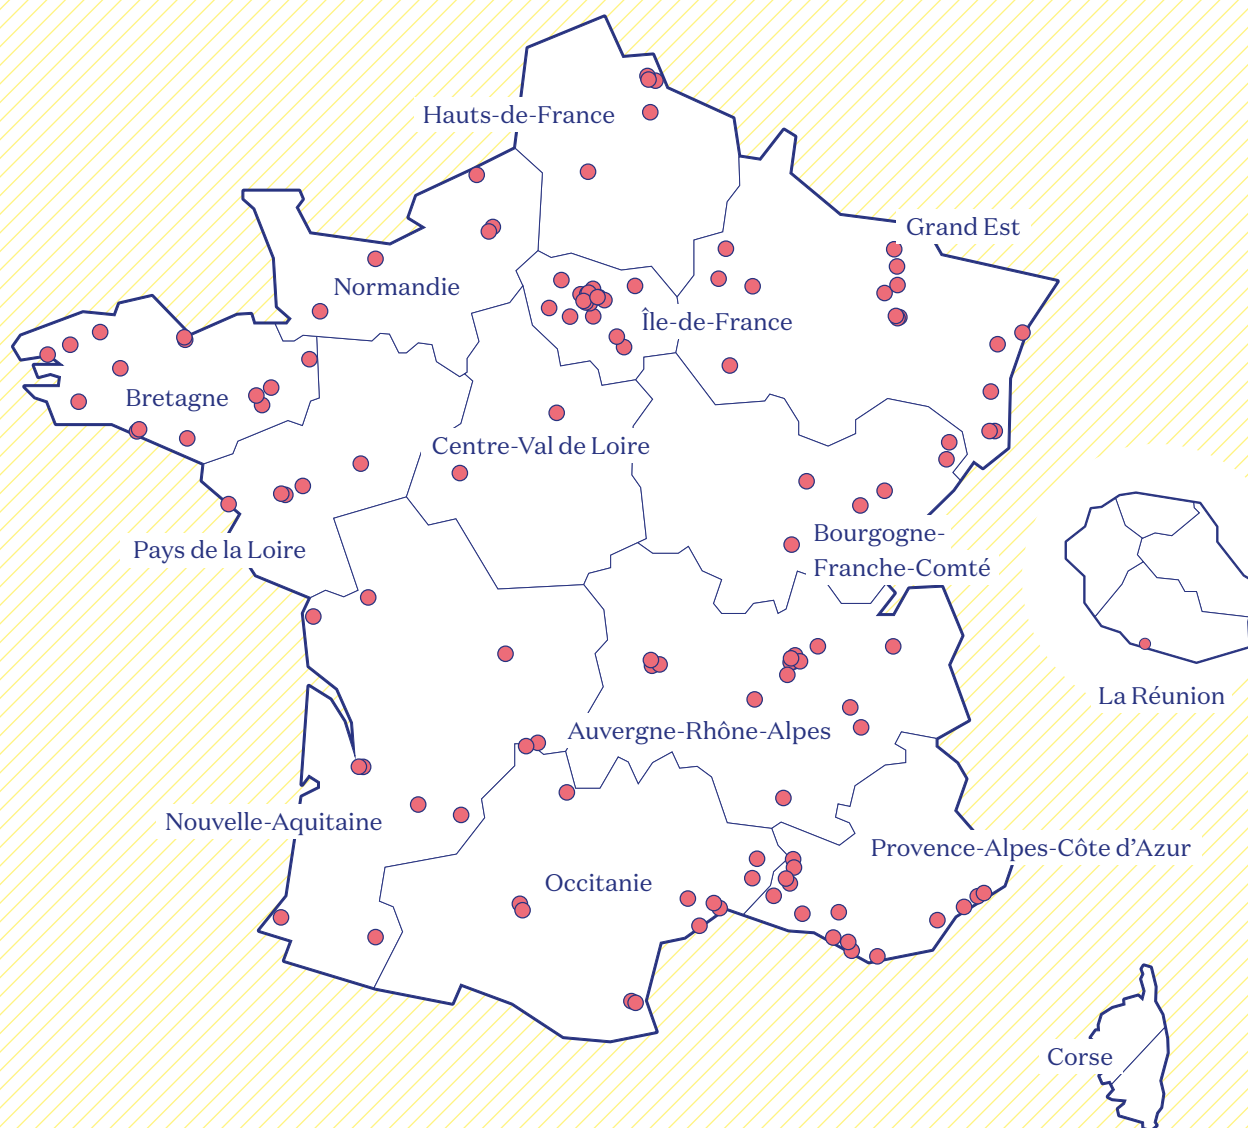 Hauts-de-France
Grand Est
Normandie
Île-de-France
Bretagne
Centre-Val de Loire
Pays de la Loire
Bourgogne-
Franche-Comté
La Réunion
Auvergne-Rhône-Alpes
Nouvelle-Aquitaine
Provence-Alpes-Côte d’Azur
Occitanie
Corse